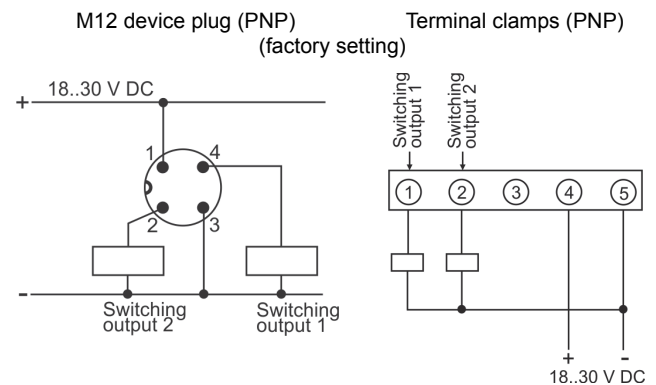 M12 device plug (PNP)
Terminal clamps (PNP)
(factory setting)
+
18..30 V DC
1
4
2
3
-
Switching
output 2
Switching
output 1
Switching
output 1
Switching
output 2
1
2
3
4
5
+
-
18..30 V DC